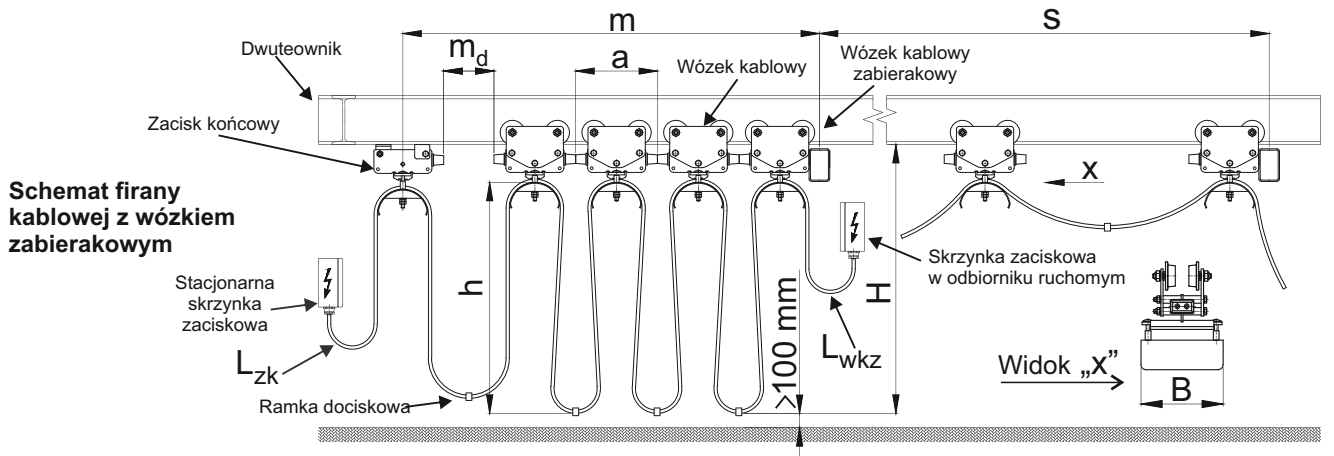 m
S
Dwuteownik
m_d
a
Wózek kablowy
Wózek kablowy
zabierakowy
Zacisk końcowy
x
Schemat firany
kablowej z wózkiem
zabierakowym
Stacjonarna
skrzynka
zaciskowa
h
H
Skrzynka zaciskowa
w odbiorniku ruchomym
>100 mm
L_zk
L_wkz
Ramka dociskowa
Widok „x”
B